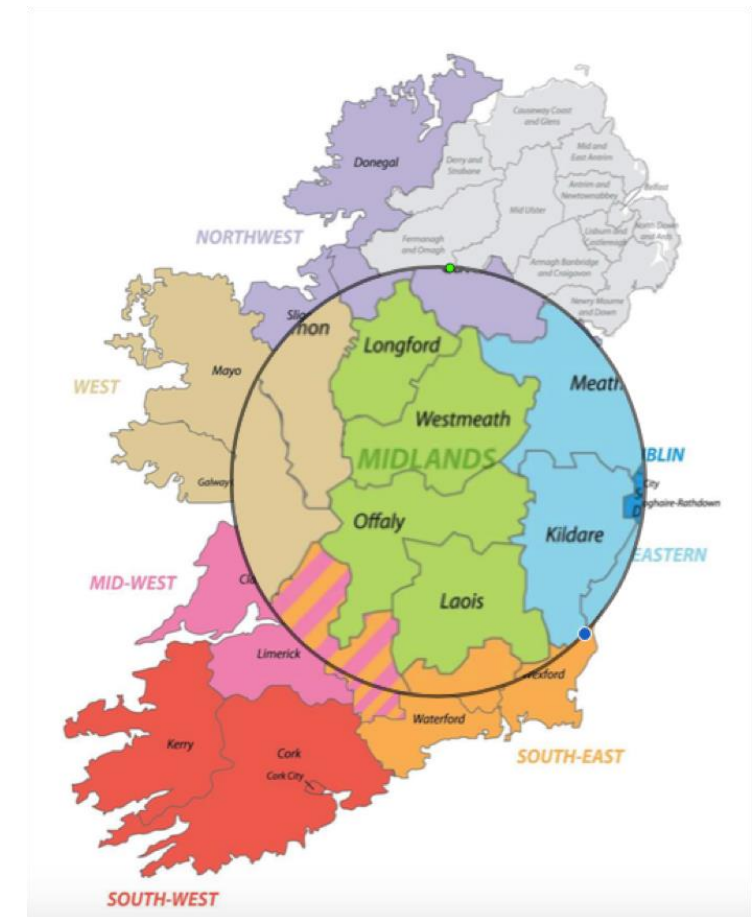 Causeway Coast
and Glens
Donegal
Derry and
Strabane
Mid and
East Antrim
Antrim and
Newtownabbey
Belfast
Mid Ulster
NORTHWEST
Fermanagh
and Omagh
Lisburn and
Castlereagh
North Down
and Ards
Armagh Banbridge
and Craigavon
Newry Mourne
and Down
Sligo
mon
Longford
Mayo
WEST
Meath
Westmeath
MIDLANDS
BLIN
Galway
City
S
oghaire-Rathdown
D
Offaly
Kildare
EASTERN
MID-WEST
Cla
Laois
Limerick
Wexford
Waterford
Kerry
Cork
SOUTH-EAST
Cork City
SOUTH-WEST